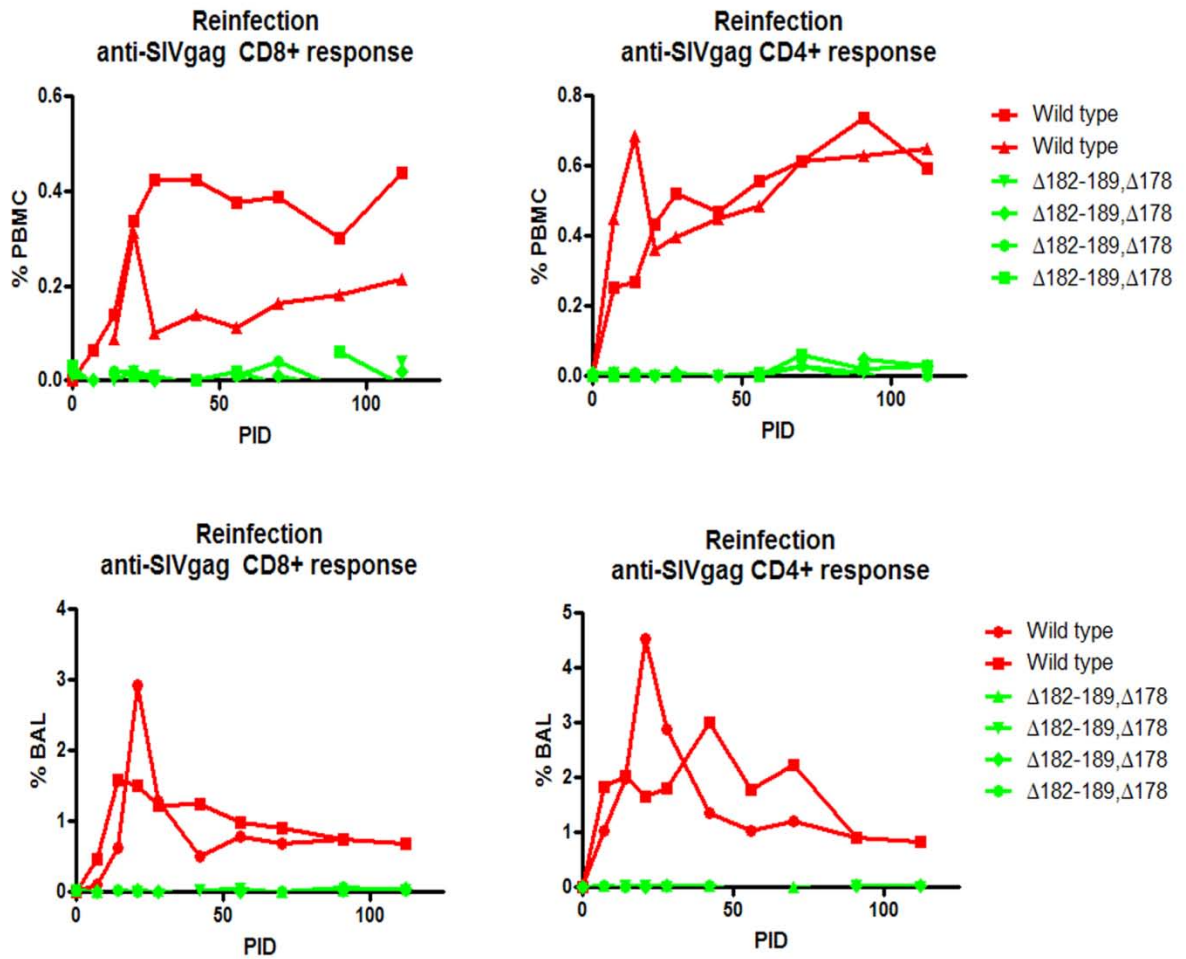 Reinfection
anti-SIVgag CD8+ response
0.6
0.4
0.2
0.0
% PBMC
0
50
100
PID
Reinfection
anti-SIVgag CD4+ response
0.8
0.6
0.4
0.2
0.0
% PBMC
0
50
100
PID
Wild type
Wild type
Δ182-189,Δ178
Δ182-189,Δ178
Δ182-189,Δ178
Δ182-189,Δ178
Reinfection
anti-SIVgag CD8+ response
4
3
2
1
0
% BAL
0
50
100
PID
Reinfection
anti-SIVgag CD4+ response
5
4
3
2
1
0
% BAL
0
50
100
PID
Wild type
Wild type
Δ182-189,Δ178
Δ182-189,Δ178
Δ182-189,Δ178
Δ182-189,Δ178